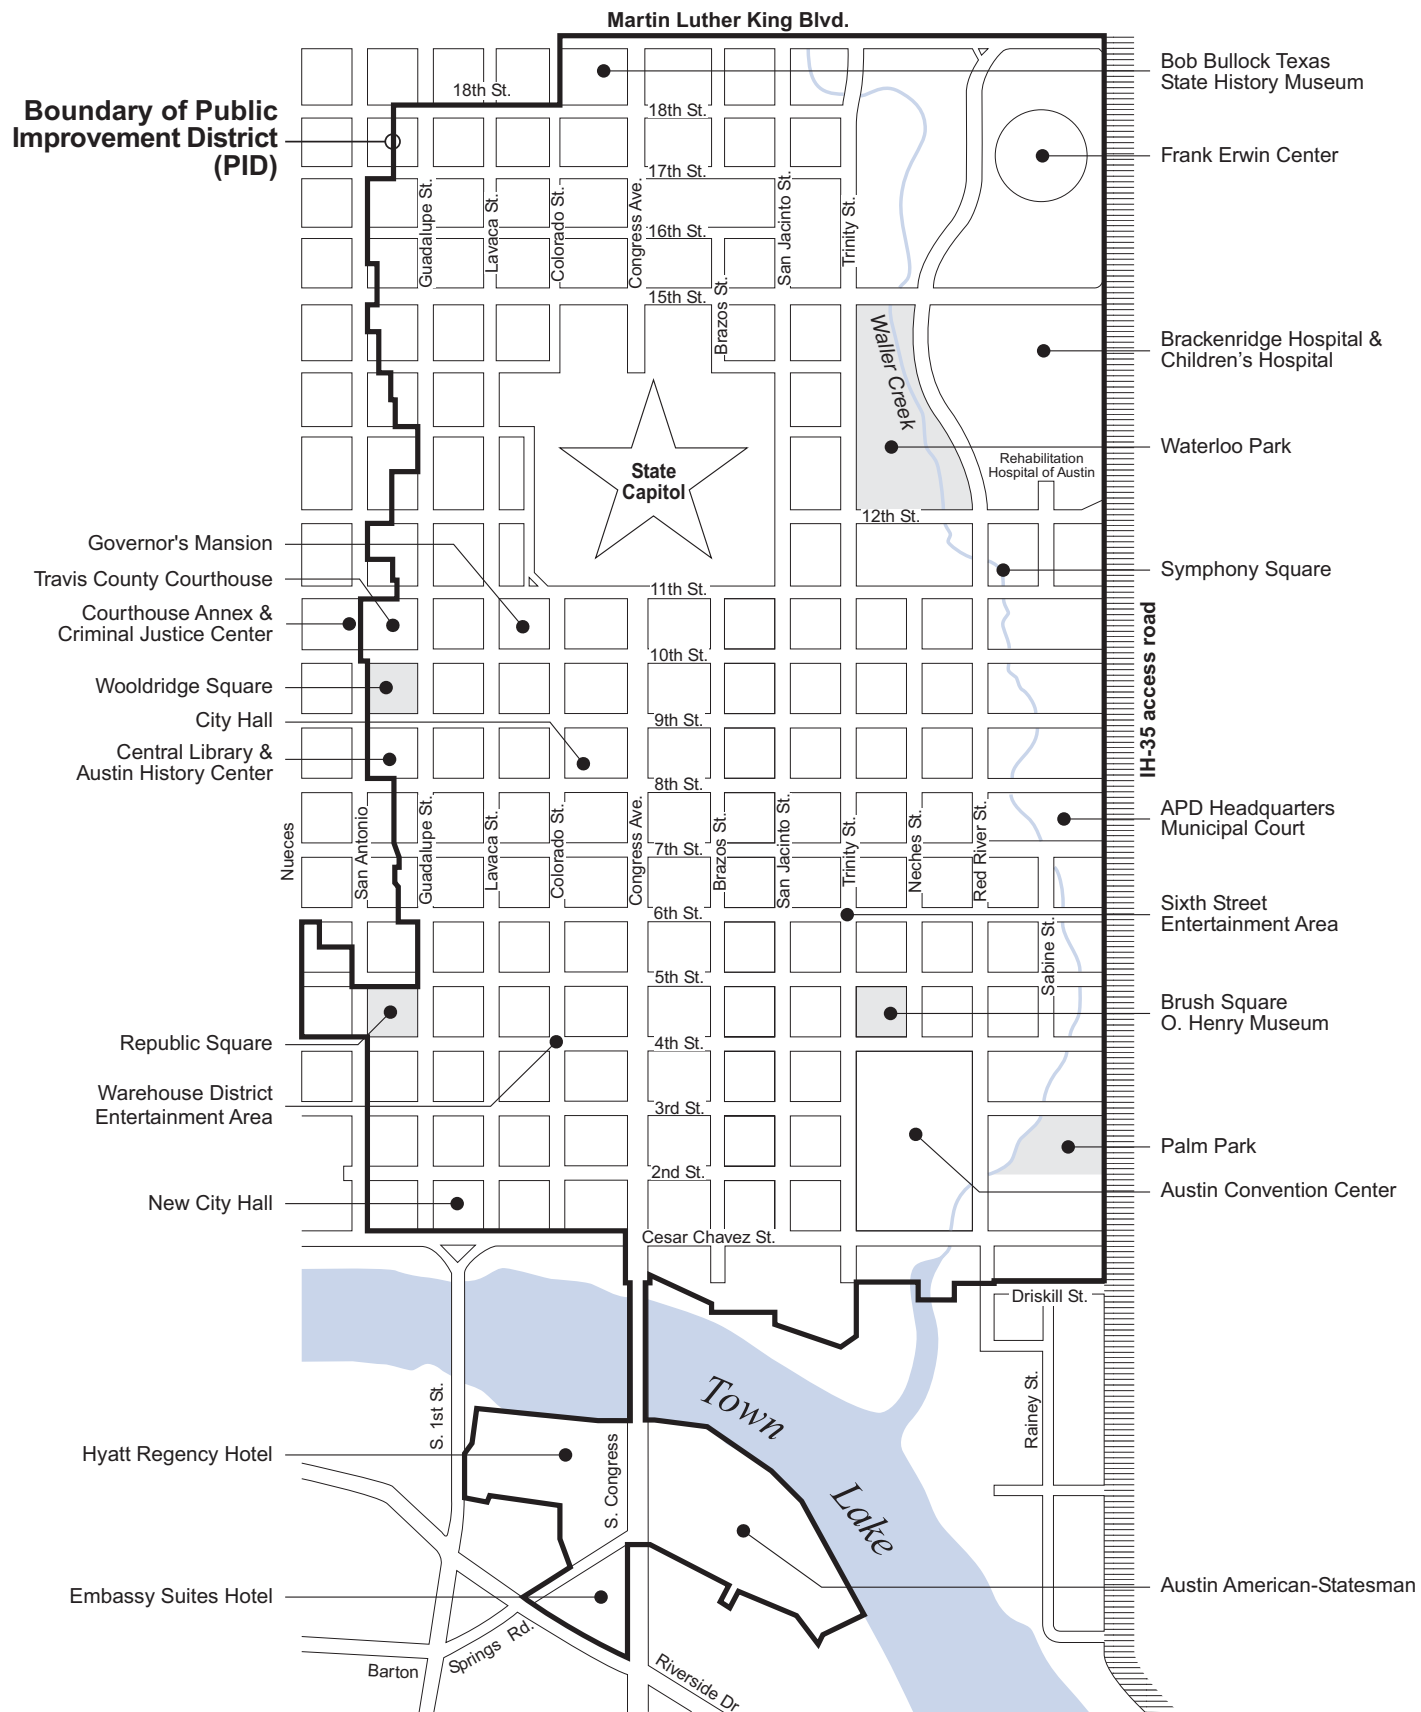 Martin Luther King Blvd.
Boundary of Public
Improvement District
(PID)
18th St.
18th St.
17th St.
16th St.
15th St.
Guadalupe St.
Lavaca St.
Colorado St.
Congress Ave.
Brazos St.
San Jacinto St.
Trinity St.
Bob Bullock Texas
State History Museum
Frank Erwin Center
Brackenridge Hospital &
Children's Hospital
Waller Creek
Waterloo Park
Rehabilitation
Hospital of Austin
State
Capitol
12th St.
Governor's Mansion
Travis County Courthouse
Courthouse Annex &
Criminal Justice Center
Wooldridge Square
City Hall
Central Library &
Austin History Center
Symphony Square
IH-35 access road
11th St.
10th St.
9th St.
8th St.
7th St.
6th St.
5th St.
4th St.
3rd St.
2nd St.
Cesar Chavez St.
Nueces
San Antonio
Guadalupe St.
Lavaca St.
Colorado St.
Congress Ave.
Brazos St.
San Jacinto St.
Trinity St.
Neches St.
Red River St.
Sabine St.
APD Headquarters
Municipal Court
Sixth Street
Entertainment Area
Brush Square
O. Henry Museum
Republic Square
Warehouse District
Entertainment Area
New City Hall
Palm Park
Austin Convention Center
Driskill St.
Rainey St.
Town
Lake
S. 1st St.
S. Congress
Hyatt Regency Hotel
Embassy Suites Hotel
Austin American-Statesman
Barton
Springs
Rd.
Riverside Dr